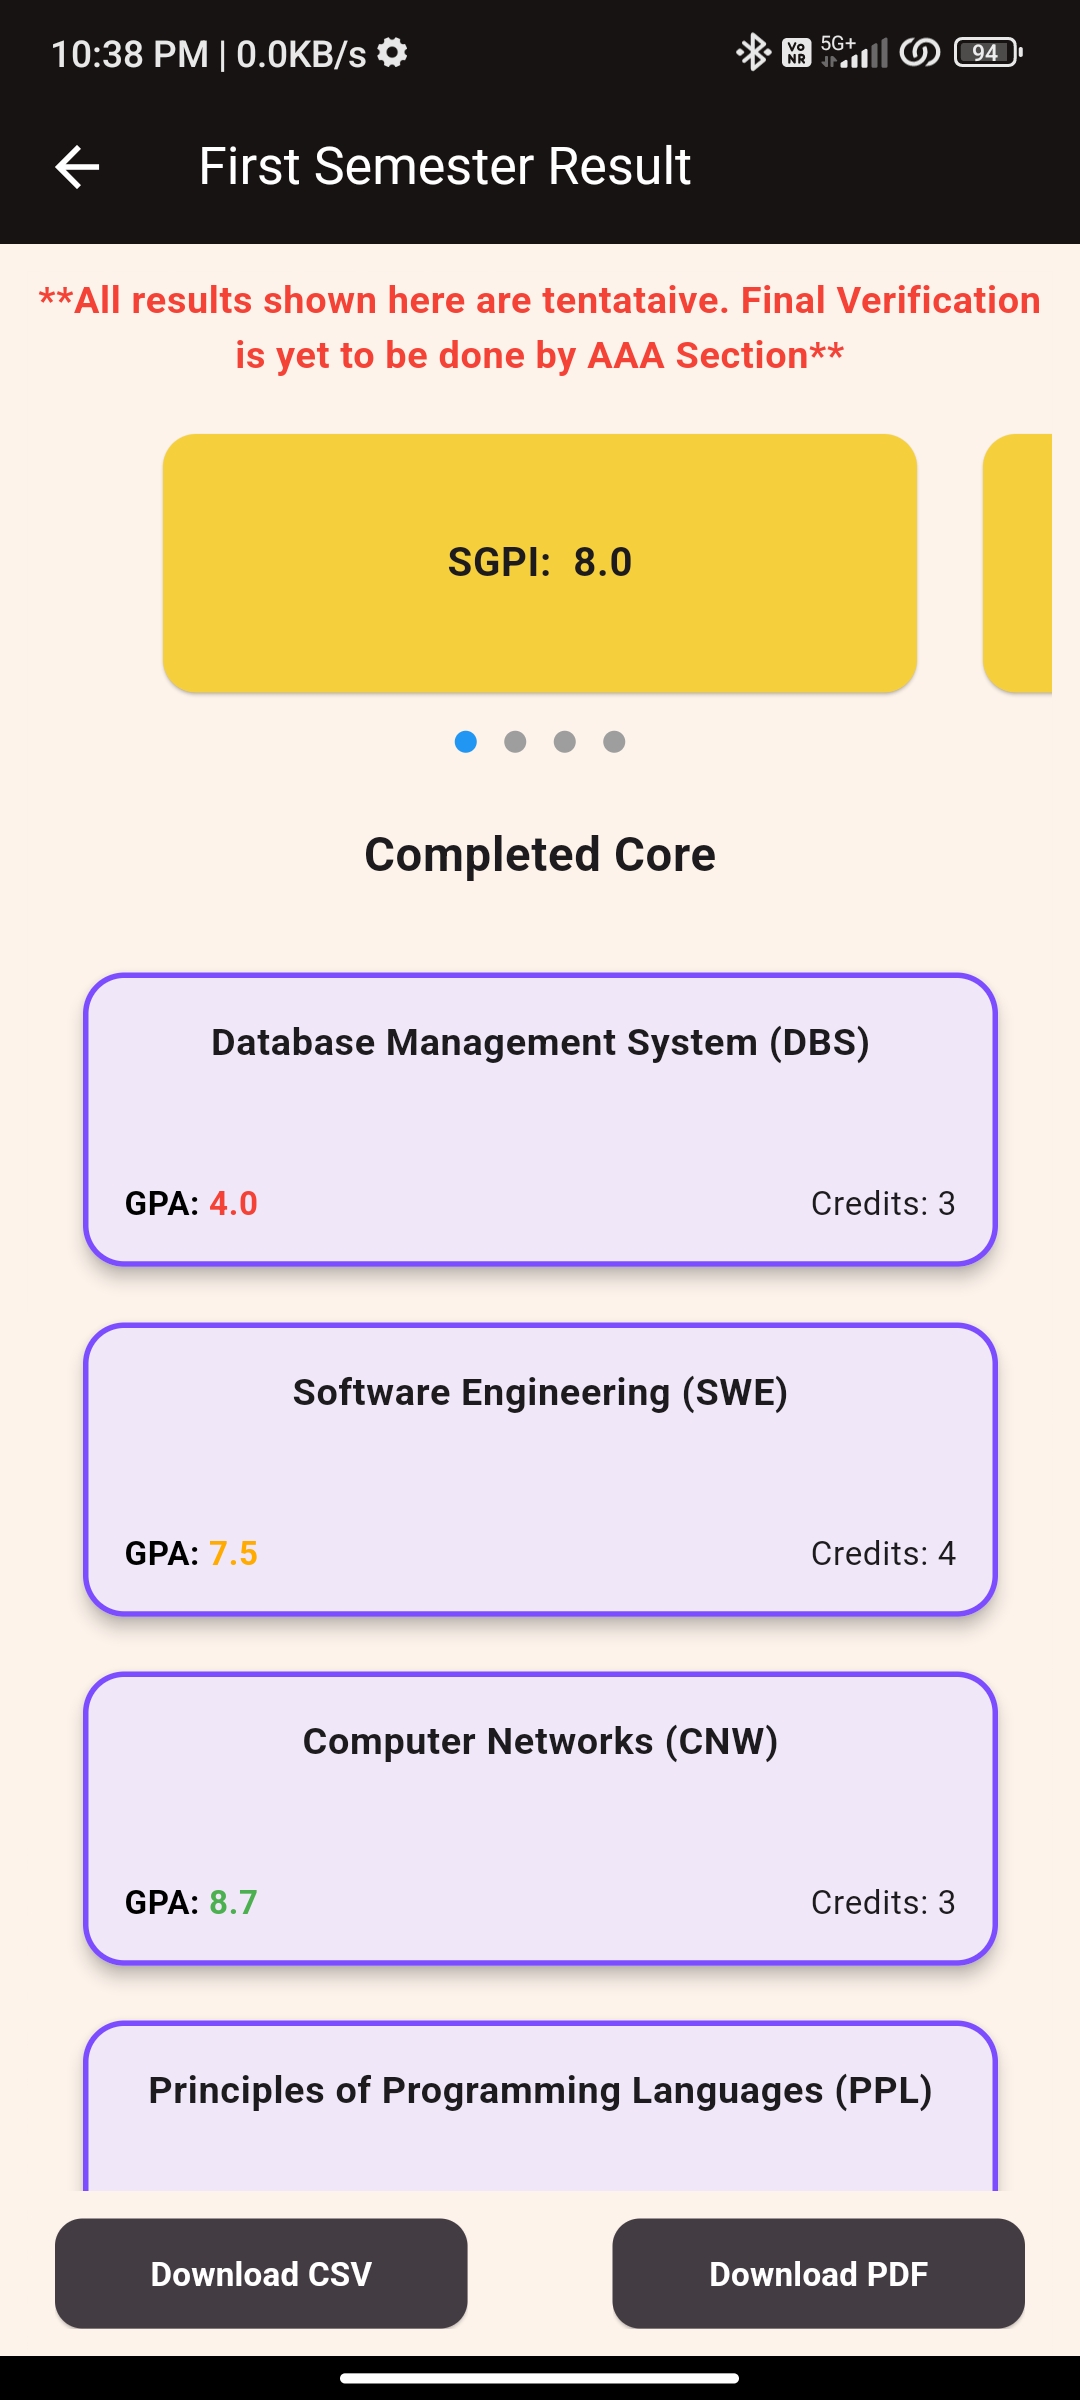 10:38 PM | 0.0KB/s
Vo NR 5G+ 94
First Semester Result
**All results shown here are tentataive. Final Verification
is yet to be done by AAA Section**
SGPI: 8.0
Completed Core
Database Management System (DBS)
GPA: 4.0 Credits: 3
Software Engineering (SWE)
GPA: 7.5 Credits: 4
Computer Networks (CNW)
GPA: 8.7 Credits: 3
Principles of Programming Languages (PPL)
Download CSV Download PDF